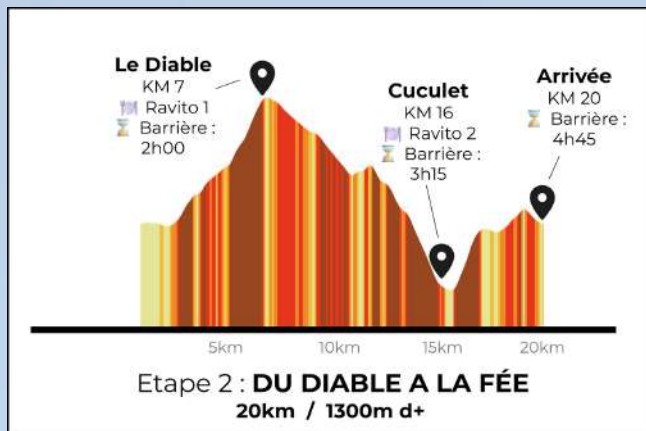 Le Diable
KM 7
Ravito 1
Barrière :
2h00
Cuculet
KM 16
Ravito 2
Barrière :
3h15
Arrivée
KM 20
Barrière :
4h45
5km
10km
15km
20km
Etape 2 : DU DIABLE A LA FÉE
20km / 1300m d+